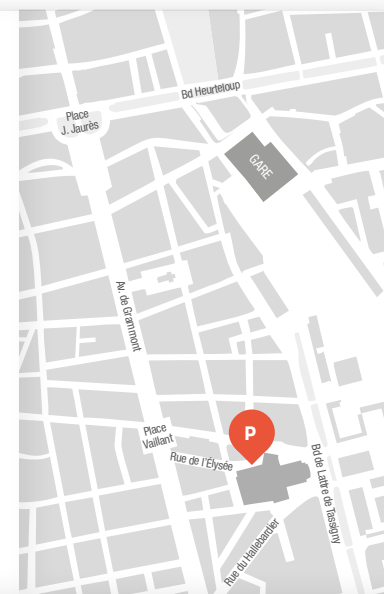 Bd Heurteloup
Place
J. Jaurès
GARE
Av. de Grammont
Place
Vaillant
P
Rue de l'Élysée
Bd de Lattre de Tassigny
Rue du Hallebardier